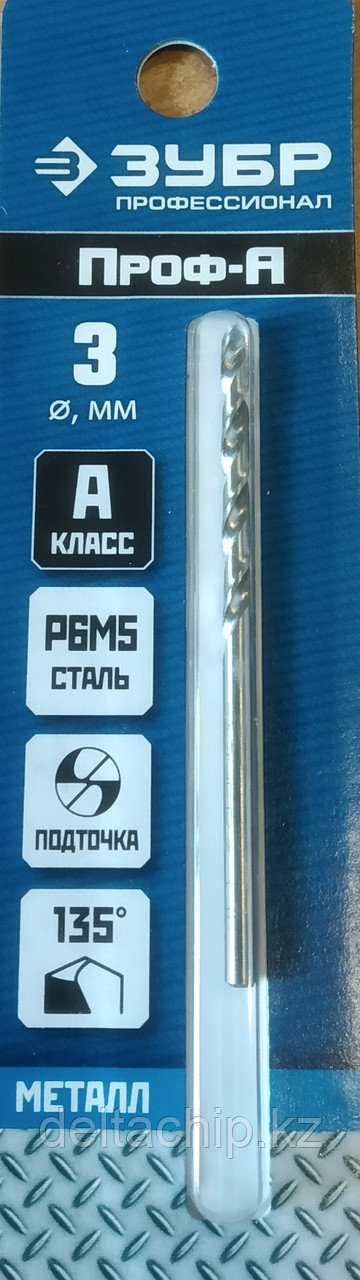 ЗУБР
ПРОФЕССИОНАЛ
ПРОФ-А
3
Ø, ММ
А
КЛАСС
Р6М5
СТАЛЬ
ПОДТОЧКА
135°
МЕТАЛЛ
deltachip.kz